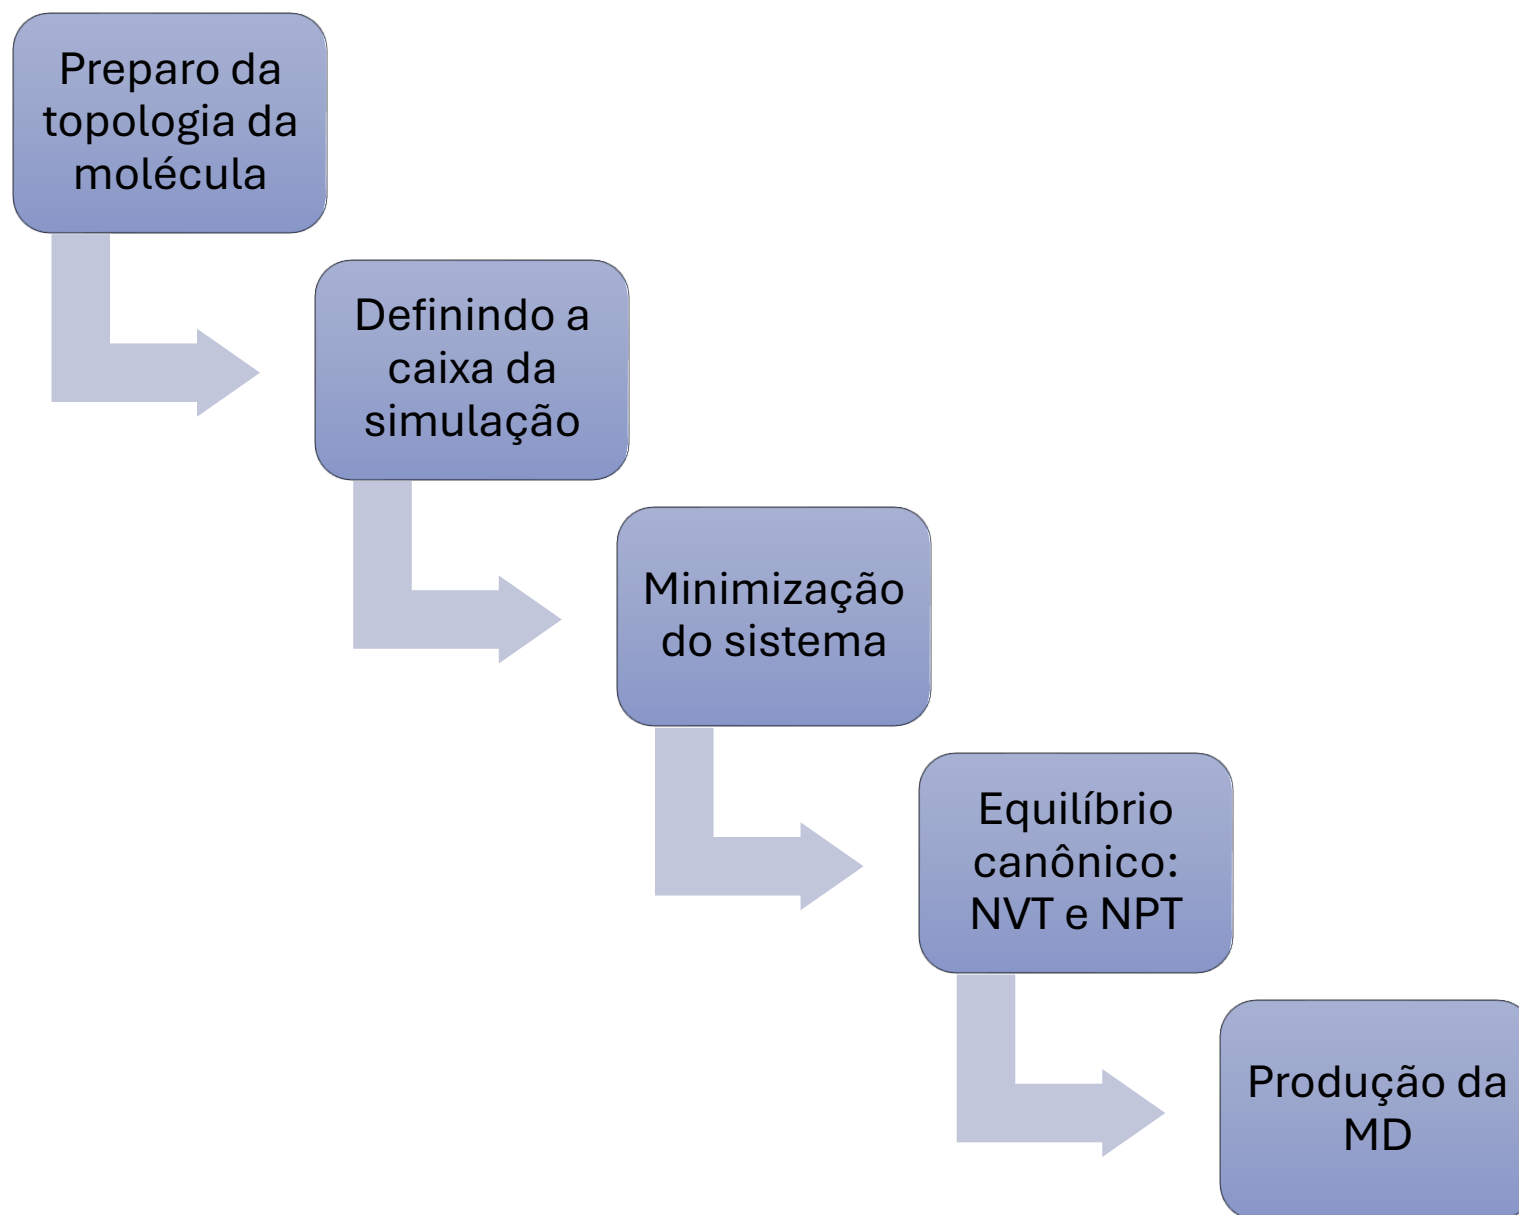 Preparo da
topologia da
molécula
Definindo a
caixa da
simulação
Minimização
do sistema
Equilíbrio
canônico:
NVT e NPT
Produção da
MD